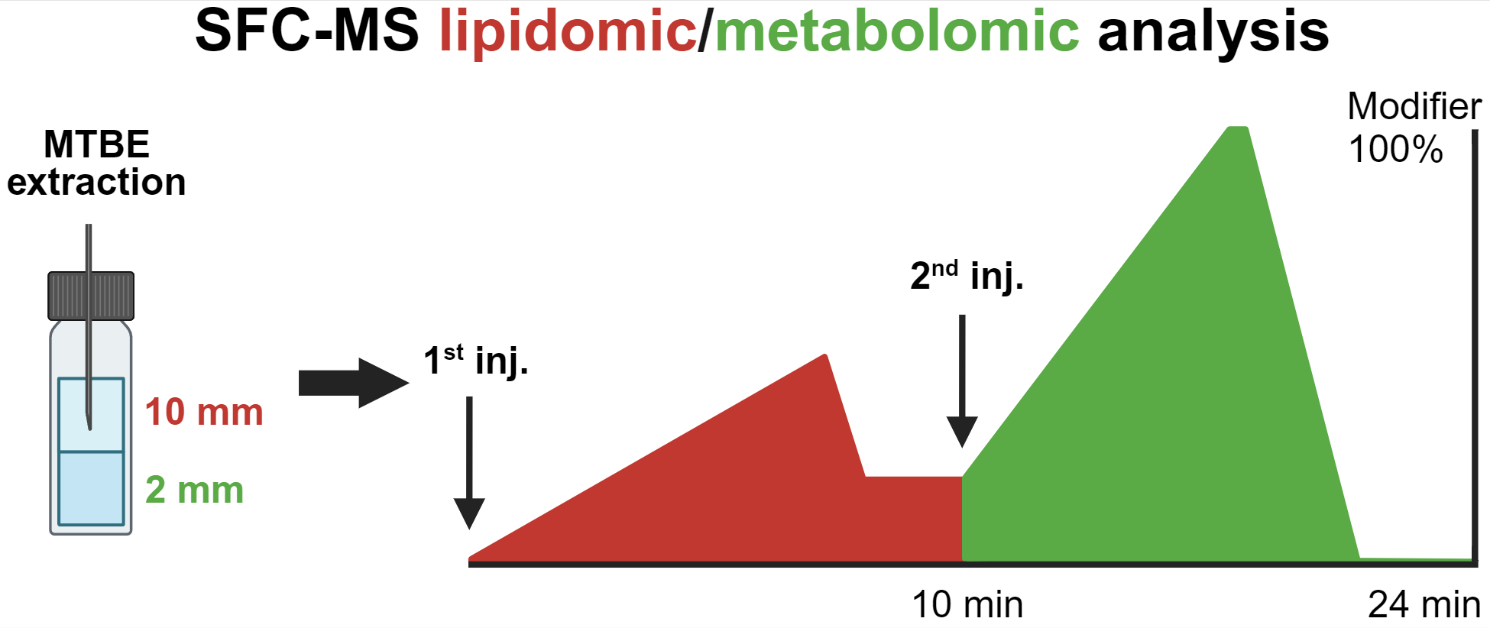 SFC-MS lipidomic/metabolomic analysis
MTBE
extraction
10 mm
2 mm
1st inj.
2nd inj.
Modifier
100%
10 min
24 min